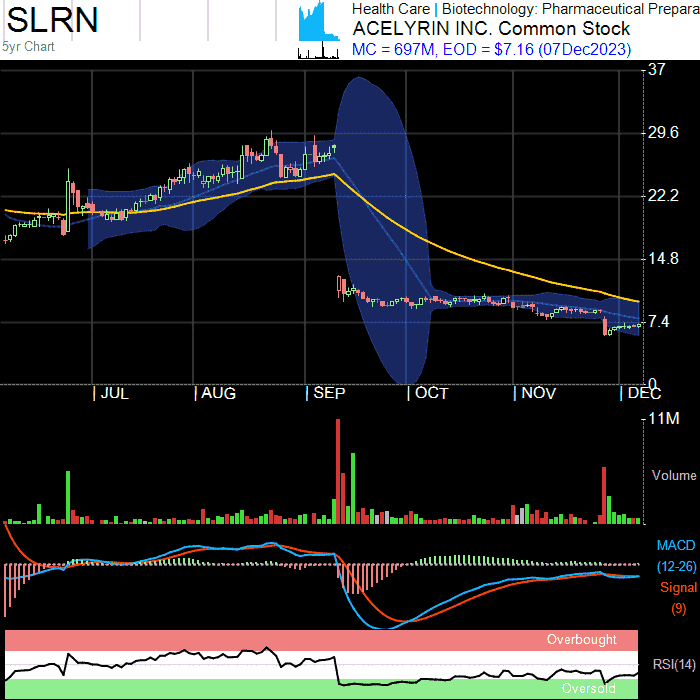 SLRN
5yr Chart
Health Care | Biotechnology: Pharmaceutical Prepara
ACELYRIN INC. Common Stock
MC = 697M, EOD = $7.16 (07Dec2023)
37
29.6
22.2
14.8
7.4
0
JUL
AUG
SEP
OCT
NOV
DEC
11M
Volume
MACD
(12-26)
Signal
(9)
Overbought
RSI(14)
Oversold